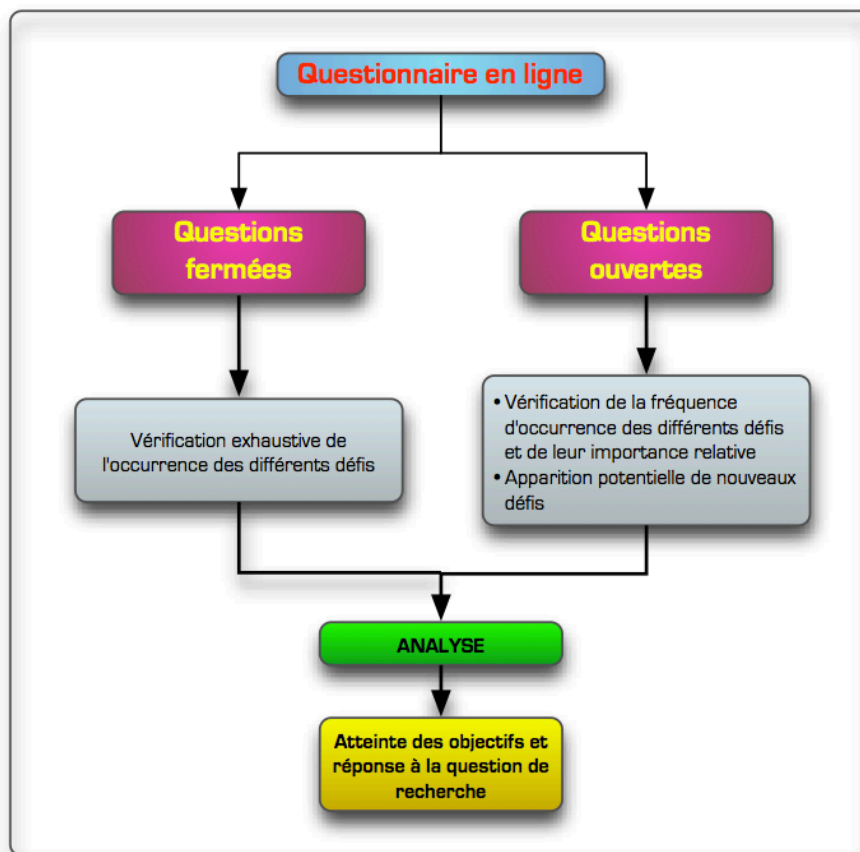 Questionnaire en ligne
Questions
fermées
Questions
ouvertes
Vérification exhaustive de
l'occurrence des différents défis
• Vérification de la fréquence
d'occurrence des différents défis
et de leur importance relative
• Apparition potentielle de nouveaux
défis
ANALYSE
Atteinte des objectifs et
réponse à la question de
recherche